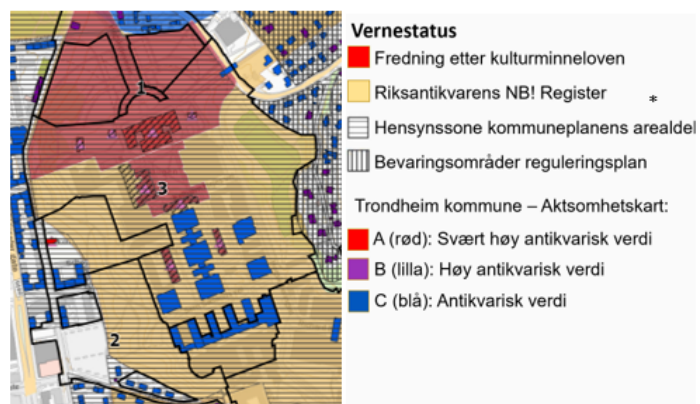 Vernestatus
Fredning etter kulturminneloven
Riksantikvarens NB! Register
*
Hensynssone kommuneplanens arealdel
Bevaringsområder reguleringsplan
Trondheim kommune – Aktsomhetskart:
A (rød): Svært høy antikvarisk verdi
B (lilla): Høy antikvarisk verdi
C (blå): Antikvarisk verdi
1
3
2